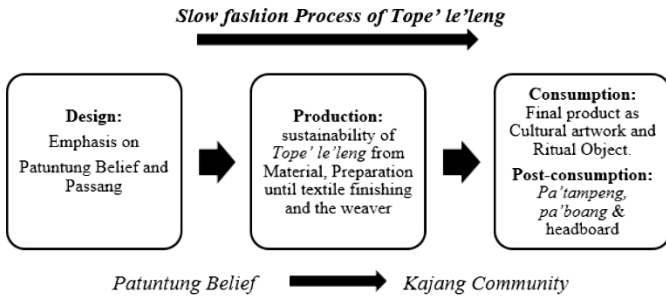 Slow fashion Process of Tope’ le’leng
Design:
Emphasis on
Patuntung Belief and
Passang
Production:
sustainability of
Tope’ le’leng from
Material, Preparation
until textile finishing
and the weaver
Consumption:
Final product as
Cultural artwork and
Ritual Object.
Post-consumption:
Pa’tampeng,
pa’boang &
headboard
Patuntung Belief
Kajang Community